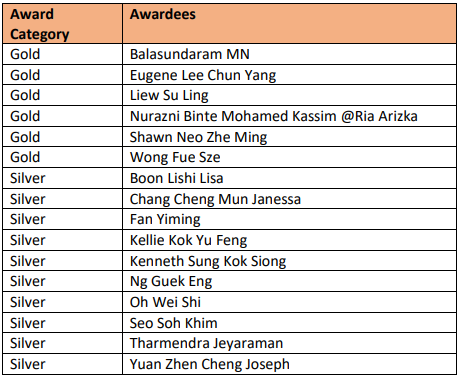 Award Category Awardees
Gold Balasundaram MN
Gold Eugene Lee Chun Yang
Gold Liew Su Ling
Gold Nurazni Binte Mohamed Kassim @Ria Arizka
Gold Shawn Neo Zhe Ming
Gold Wong Fue Sze
Silver Boon Lishi Lisa
Silver Chang Cheng Mun Janessa
Silver Fan Yiming
Silver Kellie Kok Yu Feng
Silver Kenneth Sung Kok Siong
Silver Ng Guek Eng
Silver Oh Wei Shi
Silver Seo Soh Khim
Silver Tharmendra Jeyaraman
Silver Yuan Zhen Cheng Joseph